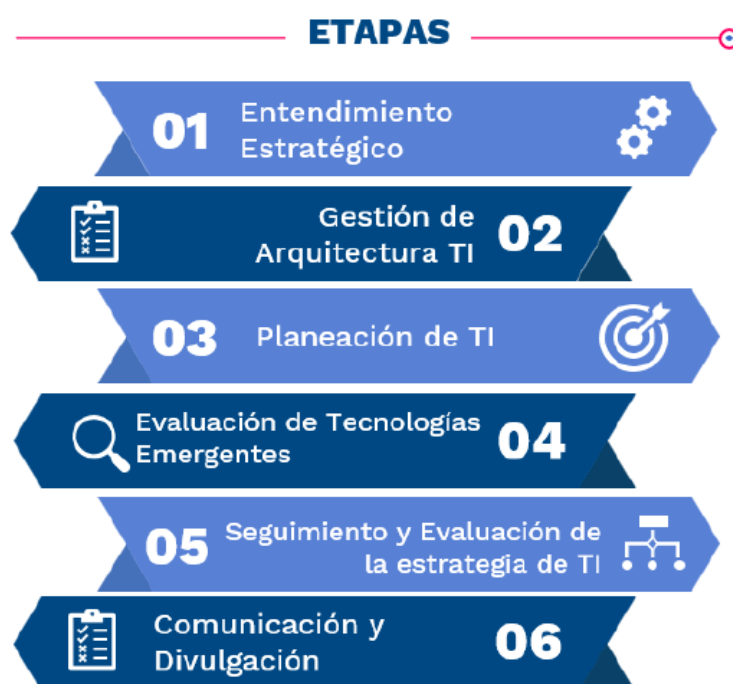 ETAPAS
01
Entendimiento
Estratégico
Gestión de
Arquitectura TI
02
03
Planeación de TI
Evaluación de Tecnologías
Emergentes
04
05
Seguimiento y Evaluación de
la estrategia de TI
Comunicación y
Divulgación
06